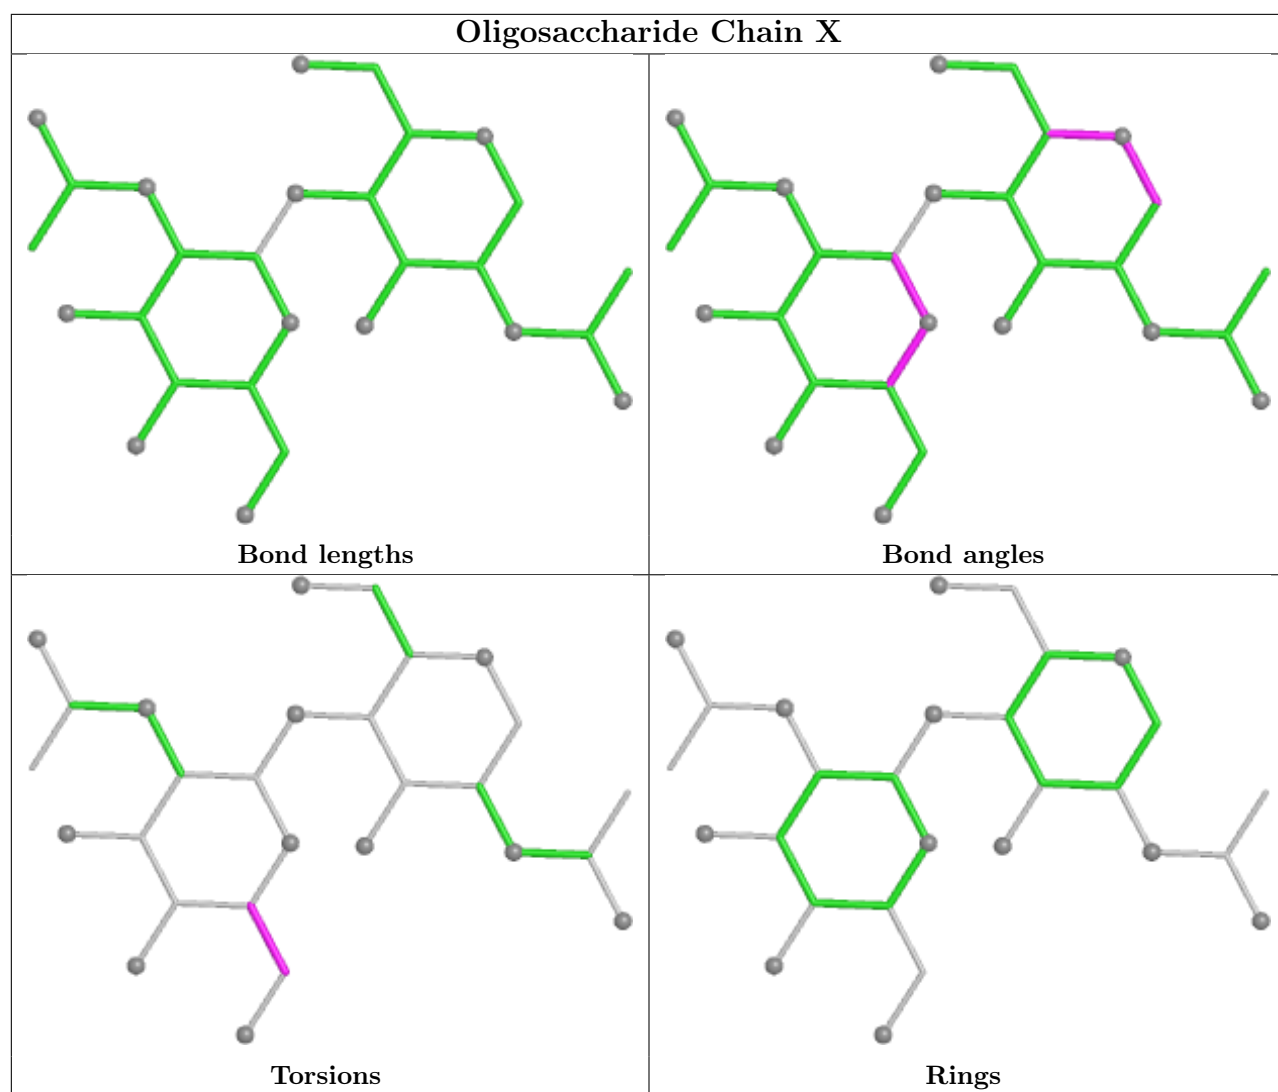 Oligosaccharide Chain X
Bond lengths
Bond angles
Torsions
Rings